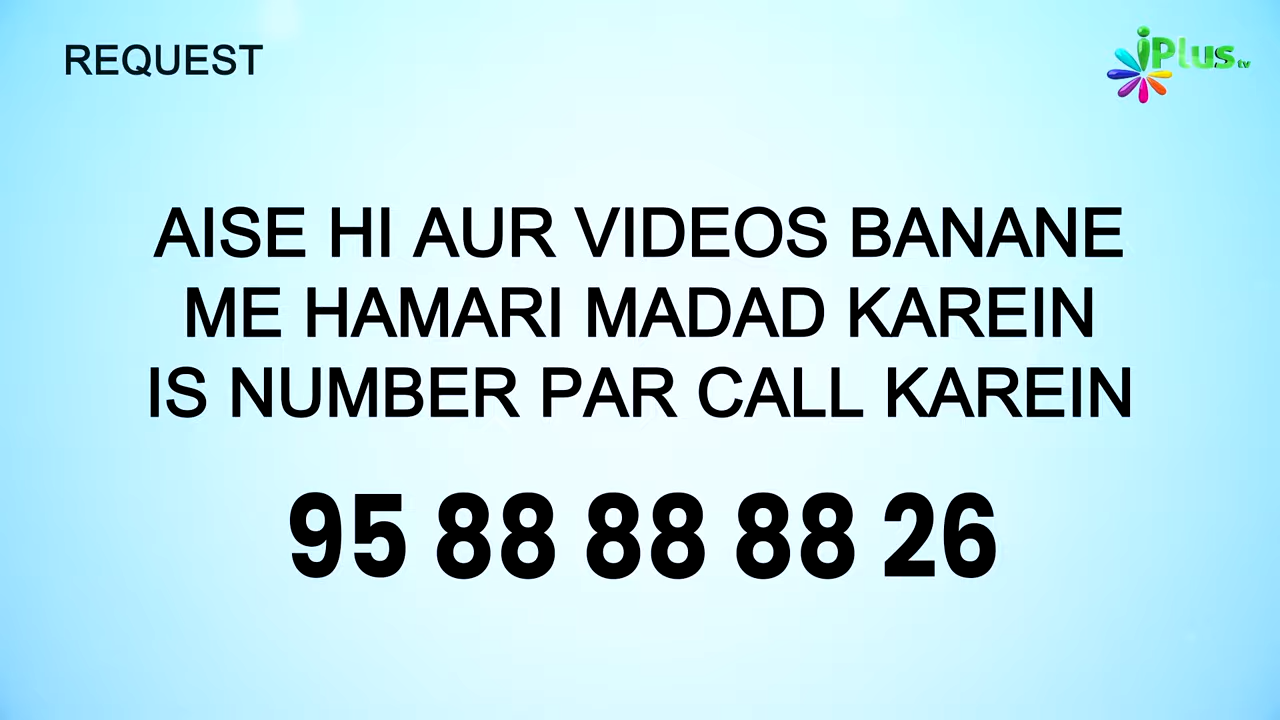 REQUEST
iPlus tv
AISE HI AUR VIDEOS BANANE
ME HAMARI MADAD KAREIN
IS NUMBER PAR CALL KAREIN
95 88 88 88 26